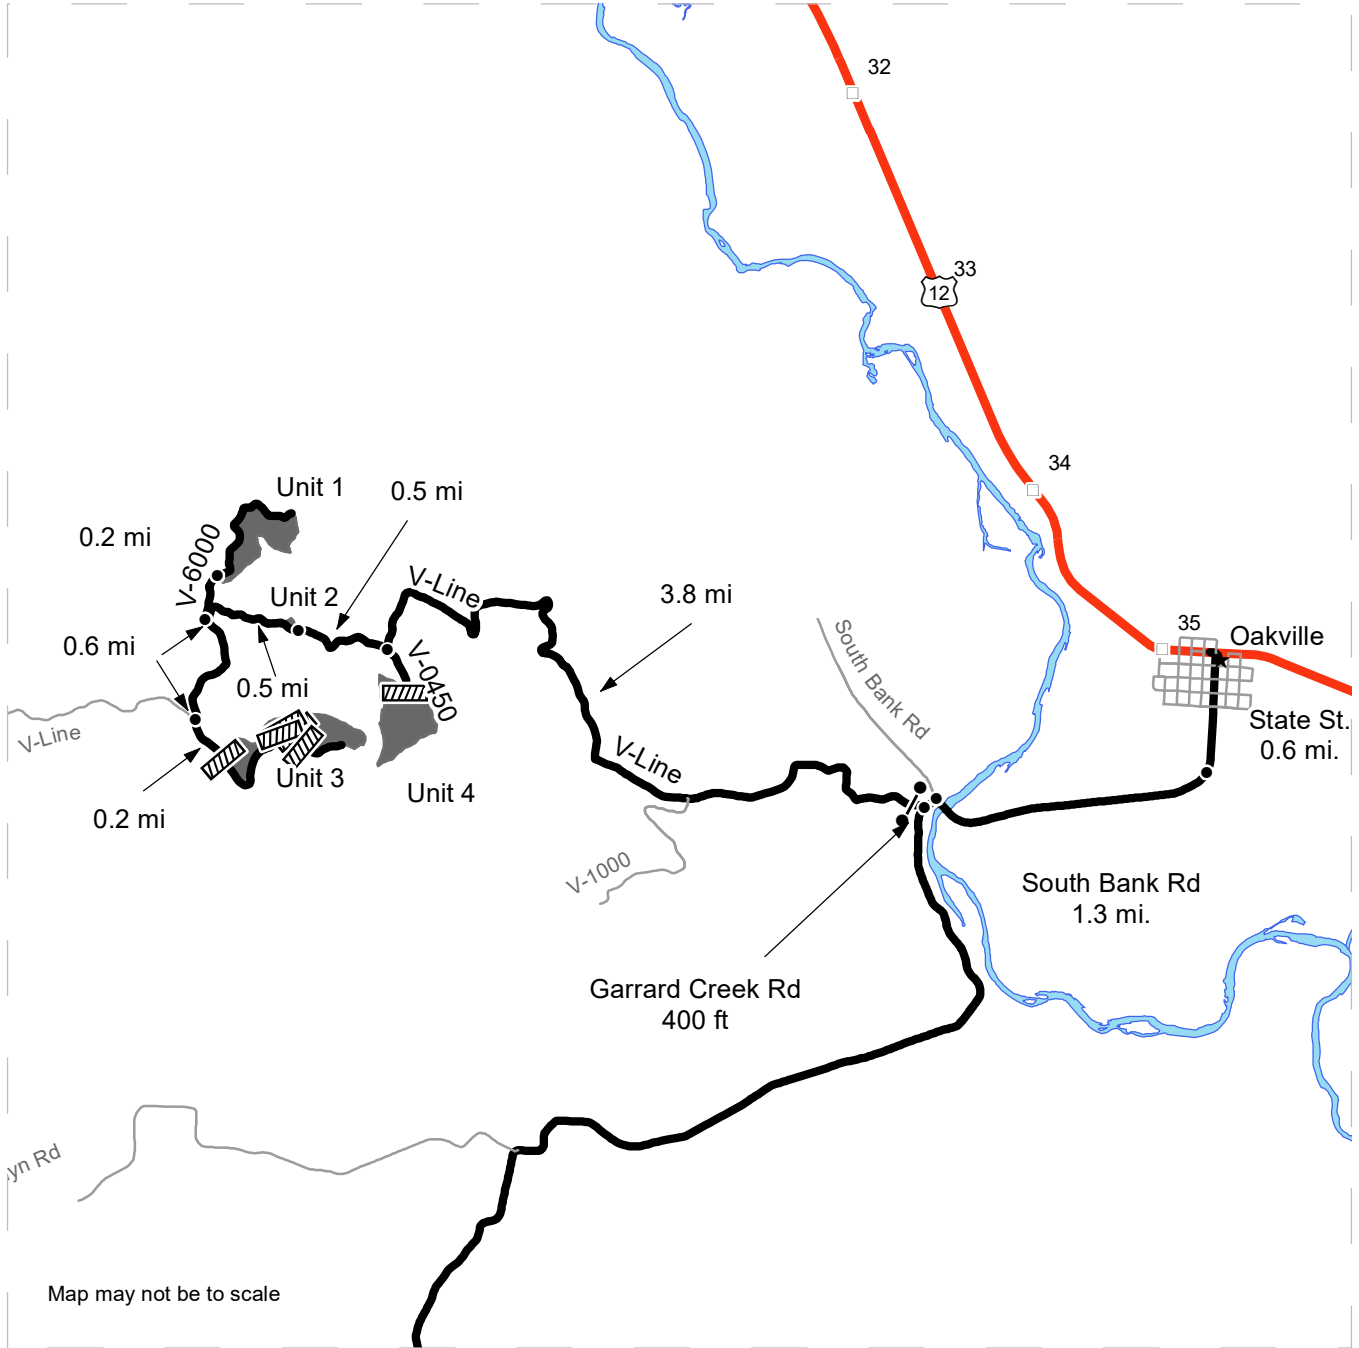 32
33
12
34
35
Oakville
State St.
0.6 mi.
Unit 1
0.5 mi
0.2 mi
V-6000
Unit 2
V-Line
3.8 mi
0.6 mi
0.5 mi
V-0450
South Bank Rd
V-Line
V-Line
Unit 3
Unit 4
0.2 mi
V-1000
South Bank Rd
1.3 mi.
Garrard Creek Rd
400 ft
yn Rd
Map may not be to scale